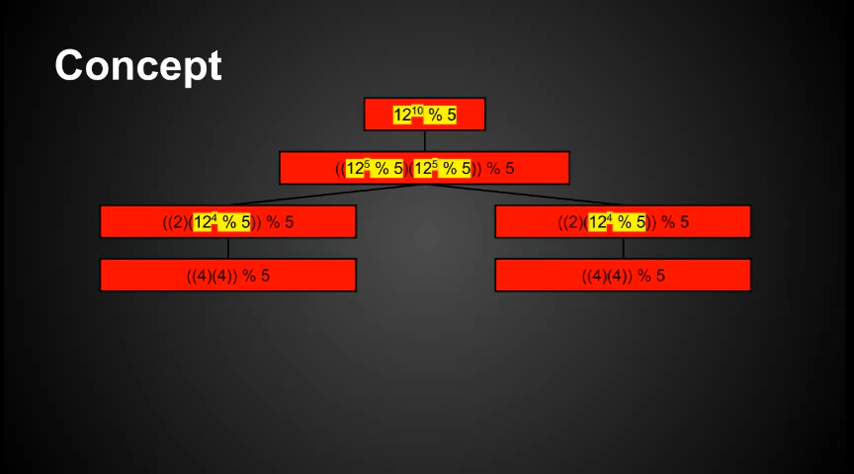 Concept
12¹⁰ % 5
((12⁵ % 5)(12⁵ % 5)) % 5
((2)(12⁴ % 5)) % 5
((2)(12⁴ % 5)) % 5
((4)(4)) % 5
((4)(4)) % 5